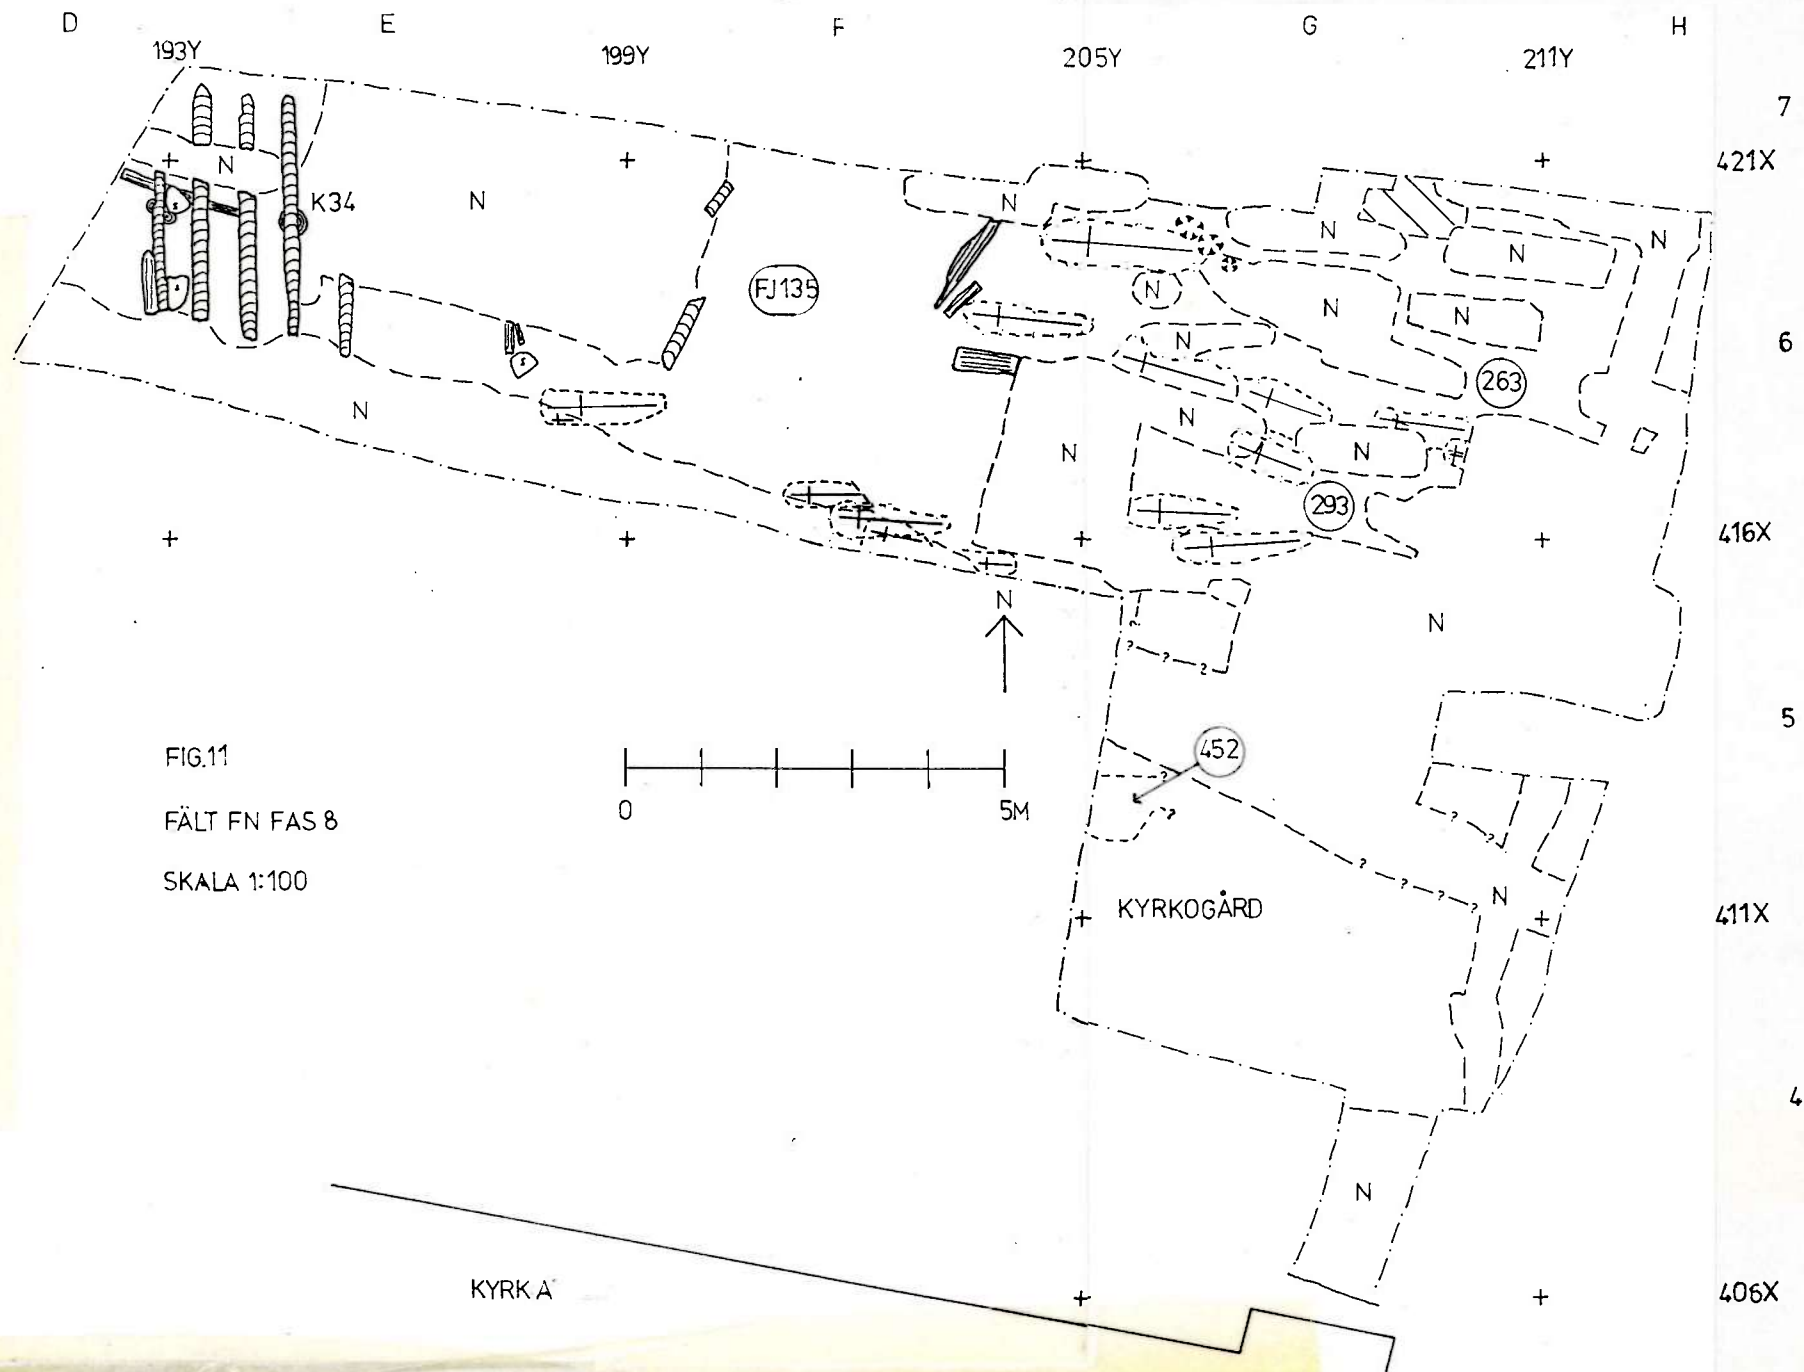 D E F G H
193Y 199Y 205Y 211Y
7
421X
N N N N N N
K34
S
FJ135
N N N
S
N
6
263
N N N N
S
293
416X
N
N
? ? ? ?
5
452
FIG.11
? ?
0 5M
FÄLT FN FAS 8
? ?
SKALA 1:100
? ? ? ?
N
KYRKOGÅRD
411X
4
N
KYRKA
406X